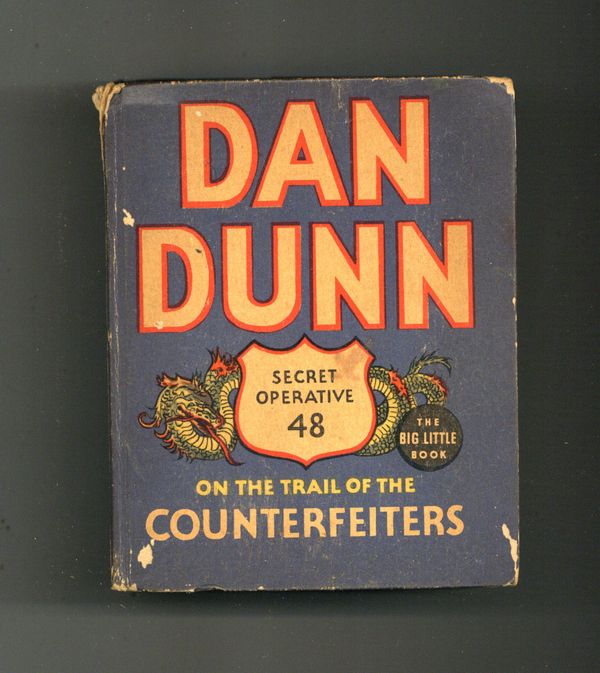 DAN
DUNN
SECRET
OPERATIVE
48
THE
BIG LITTLE
BOOK
ON THE TRAIL OF THE
COUNTERFEITERS